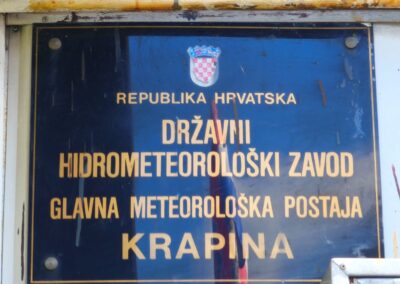 REPUBLIKA HRVATSKA
DRŽAVNI
HIDROMETEOROLOŠKI ZAVOD
GLAVNA METEOROLOŠKA POSTAJA
KRAPINA